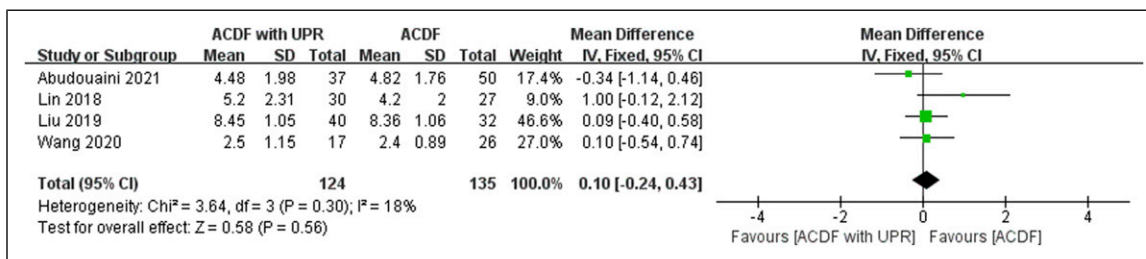 ACDF with UPR ACDF Mean Difference Mean Difference
Study or Subgroup Mean SD Total Mean SD Total Weight IV, Fixed, 95% CI IV, Fixed, 95% CI
Abudouaini 2021 4.48 1.98 37 4.82 1.76 50 17.4% -0.34 [-1.14, 0.46]
Lin 2018 5.2 2.31 30 4.2 2 27 9.0% 1.00 [-0.12, 2.12]
Liu 2019 8.45 1.05 40 8.36 1.06 32 46.6% 0.09 [-0.40, 0.58]
Wang 2020 2.5 1.15 17 2.4 0.89 26 27.0% 0.10 [-0.54, 0.74]
Total (95% CI) 124 135 100.0% 0.10 [-0.24, 0.43]
Heterogeneity: Chi² = 3.64, df = 3 (P = 0.30); I² = 18%
Test for overall effect: Z = 0.58 (P = 0.56)
-4 -2 0 2 4
Favours [ACDF with UPR] Favours [ACDF]